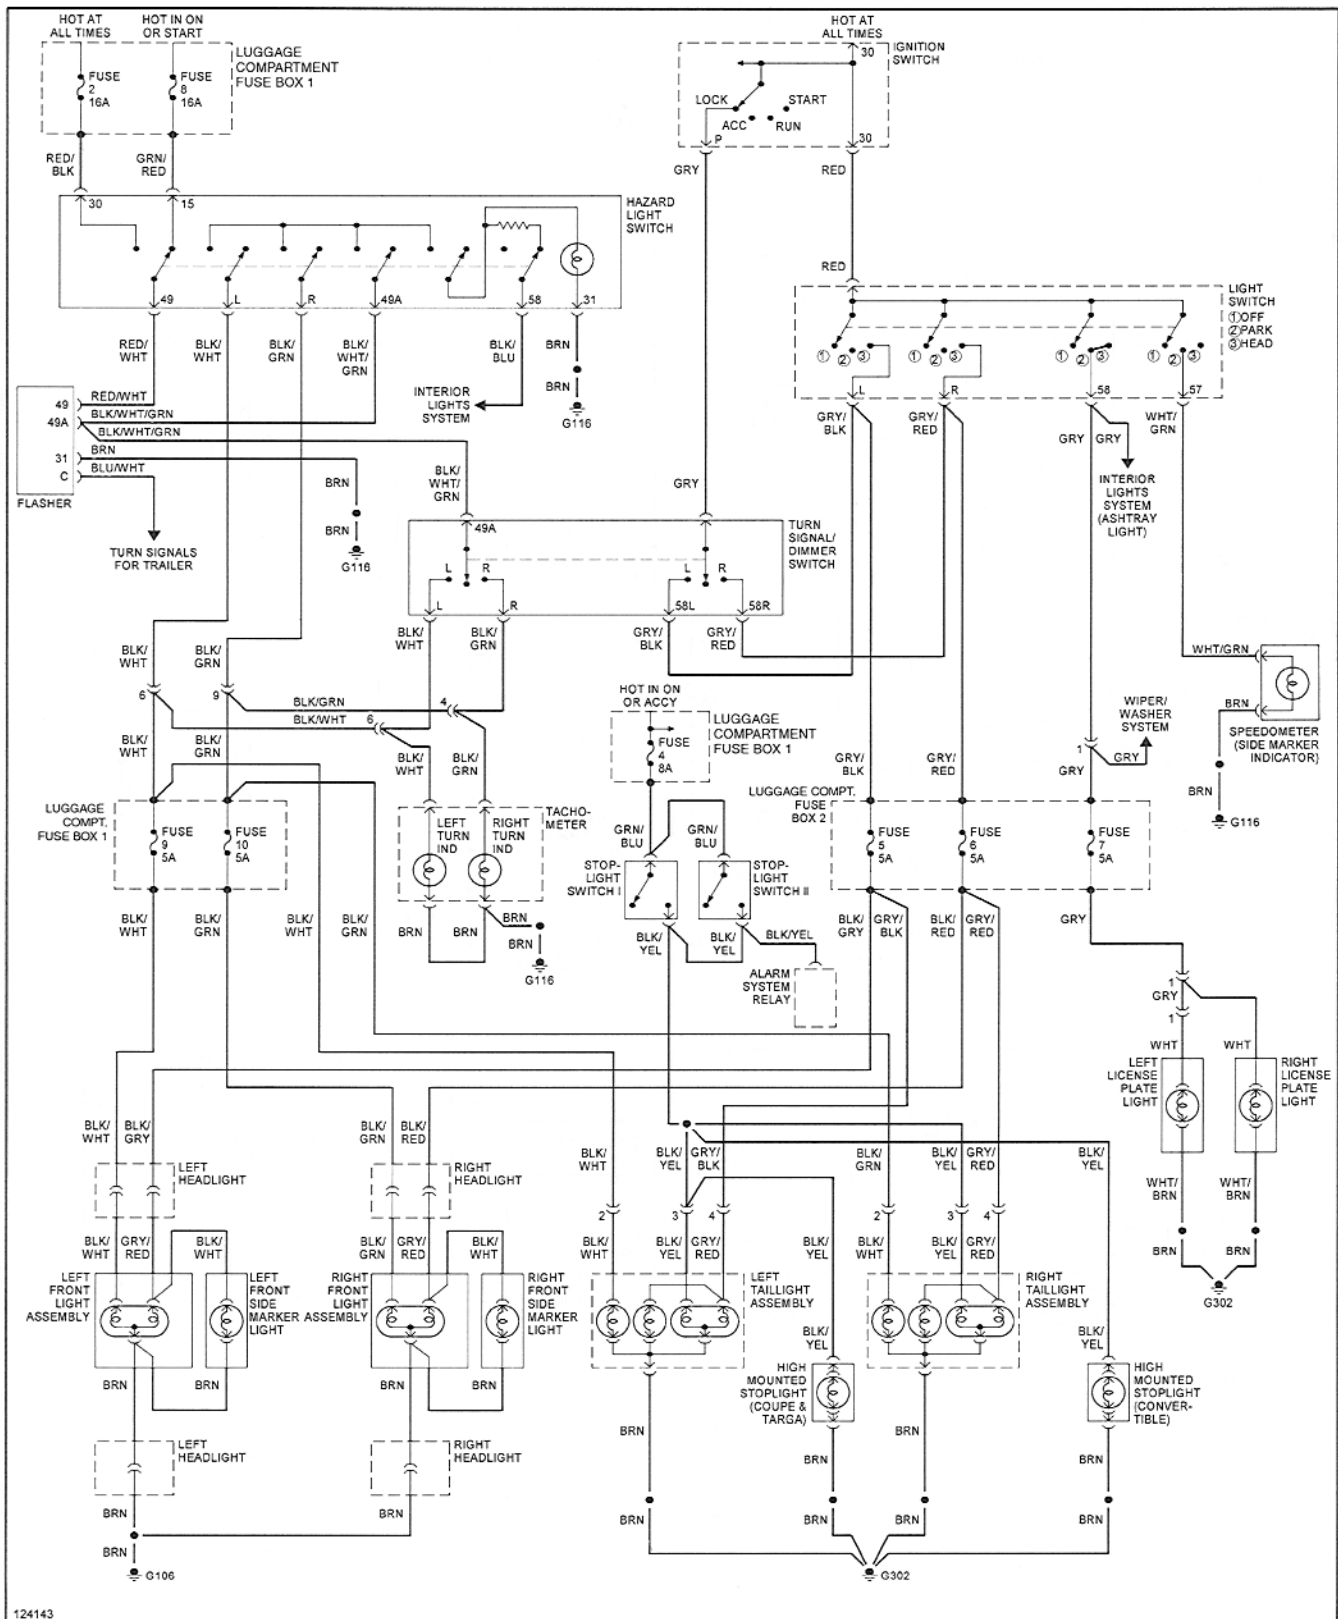 HOT AT
ALL TIMES
HOT IN ON
OR START
LUGGAGE
COMPARTMENT
FUSE BOX 1
FUSE
2
16A
FUSE
8
16A
RED/
BLK
GRN/
RED
HOT AT
ALL TIMES
30
IGNITION
SWITCH
LOCK
START
ACC
RUN
P
30
GRY
RED
30
15
HAZARD
LIGHT
SWITCH
49
L
R
49A
58
31
RED/
WHT
BLK/
WHT
BLK/
GRN
BLK/
WHT/
GRN
BLK/
BLU
BRN
BRN
G116
INTERIOR
LIGHTS
SYSTEM
RED
LIGHT
SWITCH
①OFF
②PARK
③HEAD
① ② ③
① ② ③
① ② ③
① ② ③
L
R
58
57
GRY/
BLK
GRY/
RED
GRY
GRY
WHT/
GRN
INTERIOR
LIGHTS
SYSTEM
(ASHTRAY
LIGHT)
49
RED/WHT
49A
BLK/WHT/GRN
BLK/WHT/GRN
31
BRN
C
BLU/WHT
FLASHER
TURN SIGNALS
FOR TRAILER
BRN
BRN
G116
BLK/
WHT/
GRN
GRY
49A
TURN
SIGNAL/
DIMMER
SWITCH
L
R
L
R
L
R
58L
58R
BLK/
WHT
BLK/
GRN
GRY/
BLK
GRY/
RED
BLK/
WHT
BLK/
GRN
6
9
BLK/GRN
4
BLK/WHT
6
BLK/
WHT
BLK/
GRN
BLK/
WHT
BLK/
GRN
HOT IN ON
OR ACCY
LUGGAGE
COMPARTMENT
FUSE BOX 1
FUSE
4
8A
WHT/GRN
BRN
SPEEDOMETER
(SIDE MARKER
INDICATOR)
BRN
G116
WIPER/
WASHER
SYSTEM
1
GRY
GRY
GRY/
BLK
GRY/
RED
LUGGAGE
COMPT.
FUSE BOX 1
FUSE
9
5A
FUSE
10
5A
TACHO-
METER
LEFT
TURN
IND
RIGHT
TURN
IND
BRN
BRN
BRN
BRN
G116
GRN/
BLU
GRN/
BLU
STOP-
LIGHT
SWITCH I
STOP-
LIGHT
SWITCH II
BLK/
YEL
BLK/
YEL
BLK/YEL
ALARM
SYSTEM
RELAY
LUGGAGE COMPT.
FUSE
BOX 2
FUSE
5
5A
FUSE
6
5A
FUSE
7
5A
BLK/
WHT
BLK/
GRN
BLK/
WHT
BLK/
GRN
BLK/
GRY
GRY/
BLK
BLK/
RED
GRY/
RED
GRY
1
GRY
1
WHT
WHT
LEFT
LICENSE
PLATE
LIGHT
RIGHT
LICENSE
PLATE
LIGHT
WHT/
BRN
WHT/
BRN
BRN
BRN
G302
BLK/
WHT
BLK/
GRY
BLK/
GRN
BLK/
RED
BLK/
WHT
BLK/
YEL
GRY/
BLK
BLK/
GRN
BLK/
YEL
GRY/
RED
BLK/
YEL
LEFT
HEADLIGHT
RIGHT
HEADLIGHT
2
3
4
2
3
4
BLK/
WHT
GRY/
RED
BLK/
WHT
BLK/
GRN
GRY/
RED
BLK/
WHT
BLK/
WHT
BLK/
YEL
GRY/
RED
BLK/
YEL
BLK/
WHT
BLK/
YEL
GRY/
RED
LEFT
FRONT
LIGHT
ASSEMBLY
LEFT
FRONT
SIDE
MARKER
LIGHT
RIGHT
FRONT
LIGHT
ASSEMBLY
RIGHT
FRONT
SIDE
MARKER
LIGHT
LEFT
TAILLIGHT
ASSEMBLY
RIGHT
TAILLIGHT
ASSEMBLY
BLK/
YEL
BLK/
YEL
BRN
BRN
BRN
BRN
HIGH
MOUNTED
STOPLIGHT
(COUPE &
TARGA)
HIGH
MOUNTED
STOPLIGHT
(CONVER-
TIBLE)
LEFT
HEADLIGHT
RIGHT
HEADLIGHT
BRN
BRN
BRN
BRN
BRN
BRN
BRN
BRN
BRN
BRN
BRN
G106
G302
124143